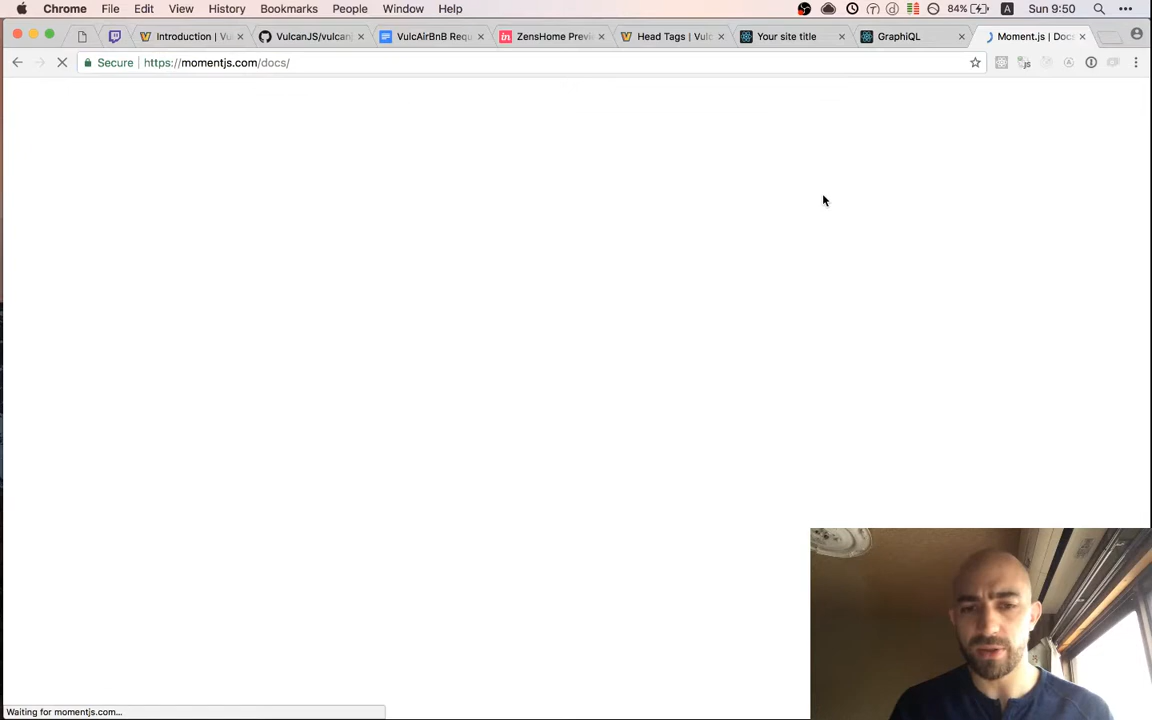 Chrome File Edit View History Bookmarks People Window Help 84% A Sun 9:50
Introduction | Vul VulcanJS/vulcan VulcAirBnB Requ ZensHome Previ Head Tags | Vulc Your site title GraphiQL Moment.js | Docs
Secure https://momentjs.com/docs/
Waiting for momentjs.com...